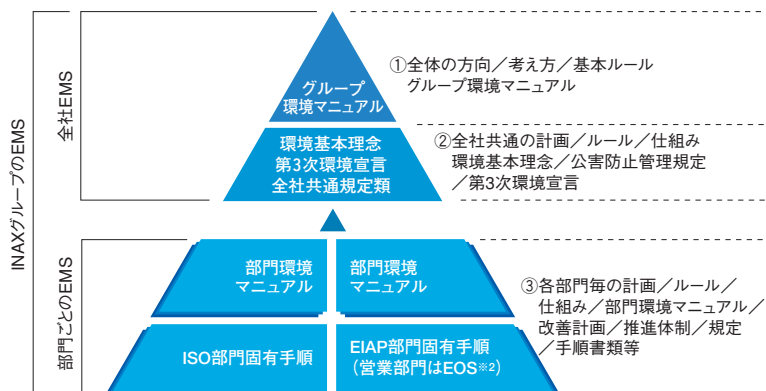 INAXグループのEMS
全社EMS
グループ
環境マニュアル
①全体の方向／考え方／基本ルール
グループ環境マニュアル
環境基本理念
第3次環境宣言
全社共通規定類
②全社共通の計画／ルール／仕組み
環境基本理念／公害防止管理規定
／第3次環境宣言
部門ごとのEMS
部門環境
マニュアル
部門環境
マニュアル
ISO部門固有手順
EIAP部門固有手順
（営業部門はEOS※2）
③各部門毎の計画／ルール／
仕組み／部門環境マニュアル／
改善計画／推進体制／規定
／手順書類等